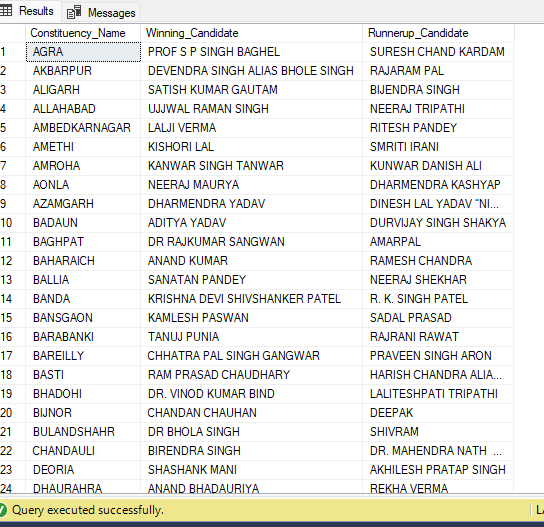 Results Messages
Constituency_Name Winning_Candidate Runnerup_Candidate
1 AGRA PROF S P SINGH BAGHEL SURESH CHAND KARDAM
2 AKBARPUR DEVENDRA SINGH ALIAS BHOLE SINGH RAJARAM PAL
3 ALIGARH SATISH KUMAR GAUTAM BIJENDRA SINGH
4 ALLAHABAD UJJWAL RAMAN SINGH NEERAJ TRIPATHI
5 AMBEDKARNAGAR LALJI VERMA RITESH PANDEY
6 AMETHI KISHORI LAL SMRITI IRANI
7 AMROHA KANWAR SINGH TANWAR KUNWAR DANISH ALI
8 AONLA NEERAJ MAURYA DHARMENDRA KASHYAP
9 AZAMGARH DHARMENDRA YADAV DINESH LAL YADAV "NI...
10 BADAUN ADITYA YADAV DURVIJAY SINGH SHAKYA
11 BAGHPAT DR RAJKUMAR SANGWAN AMARPAL
12 BAHARAICH ANAND KUMAR RAMESH CHANDRA
13 BALLIA SANATAN PANDEY NEERAJ SHEKHAR
14 BANDA KRISHNA DEVI SHIVSHANKER PATEL R. K. SINGH PATEL
15 BANSGAON KAMLESH PASWAN SADAL PRASAD
16 BARABANKI TANUJ PUNIA RAJRANI RAWAT
17 BAREILLY CHHATRA PAL SINGH GANGWAR PRAVEEN SINGH ARON
18 BASTI RAM PRASAD CHAUDHARY HARISH CHANDRA ALIA...
19 BHADOHI DR. VINOD KUMAR BIND LALITESHPATI TRIPATHI
20 BIJNOR CHANDAN CHAUHAN DEEPAK
21 BULANDSHAHR DR BHOLA SINGH SHIVRAM
22 CHANDAULI BIRENDRA SINGH DR. MAHENDRA NATH ...
23 DEORIA SHASHANK MANI AKHILESH PRATAP SINGH
24 DHAURAHRA ANAND BHADAURIYA REKHA VERMA
Query executed successfully.